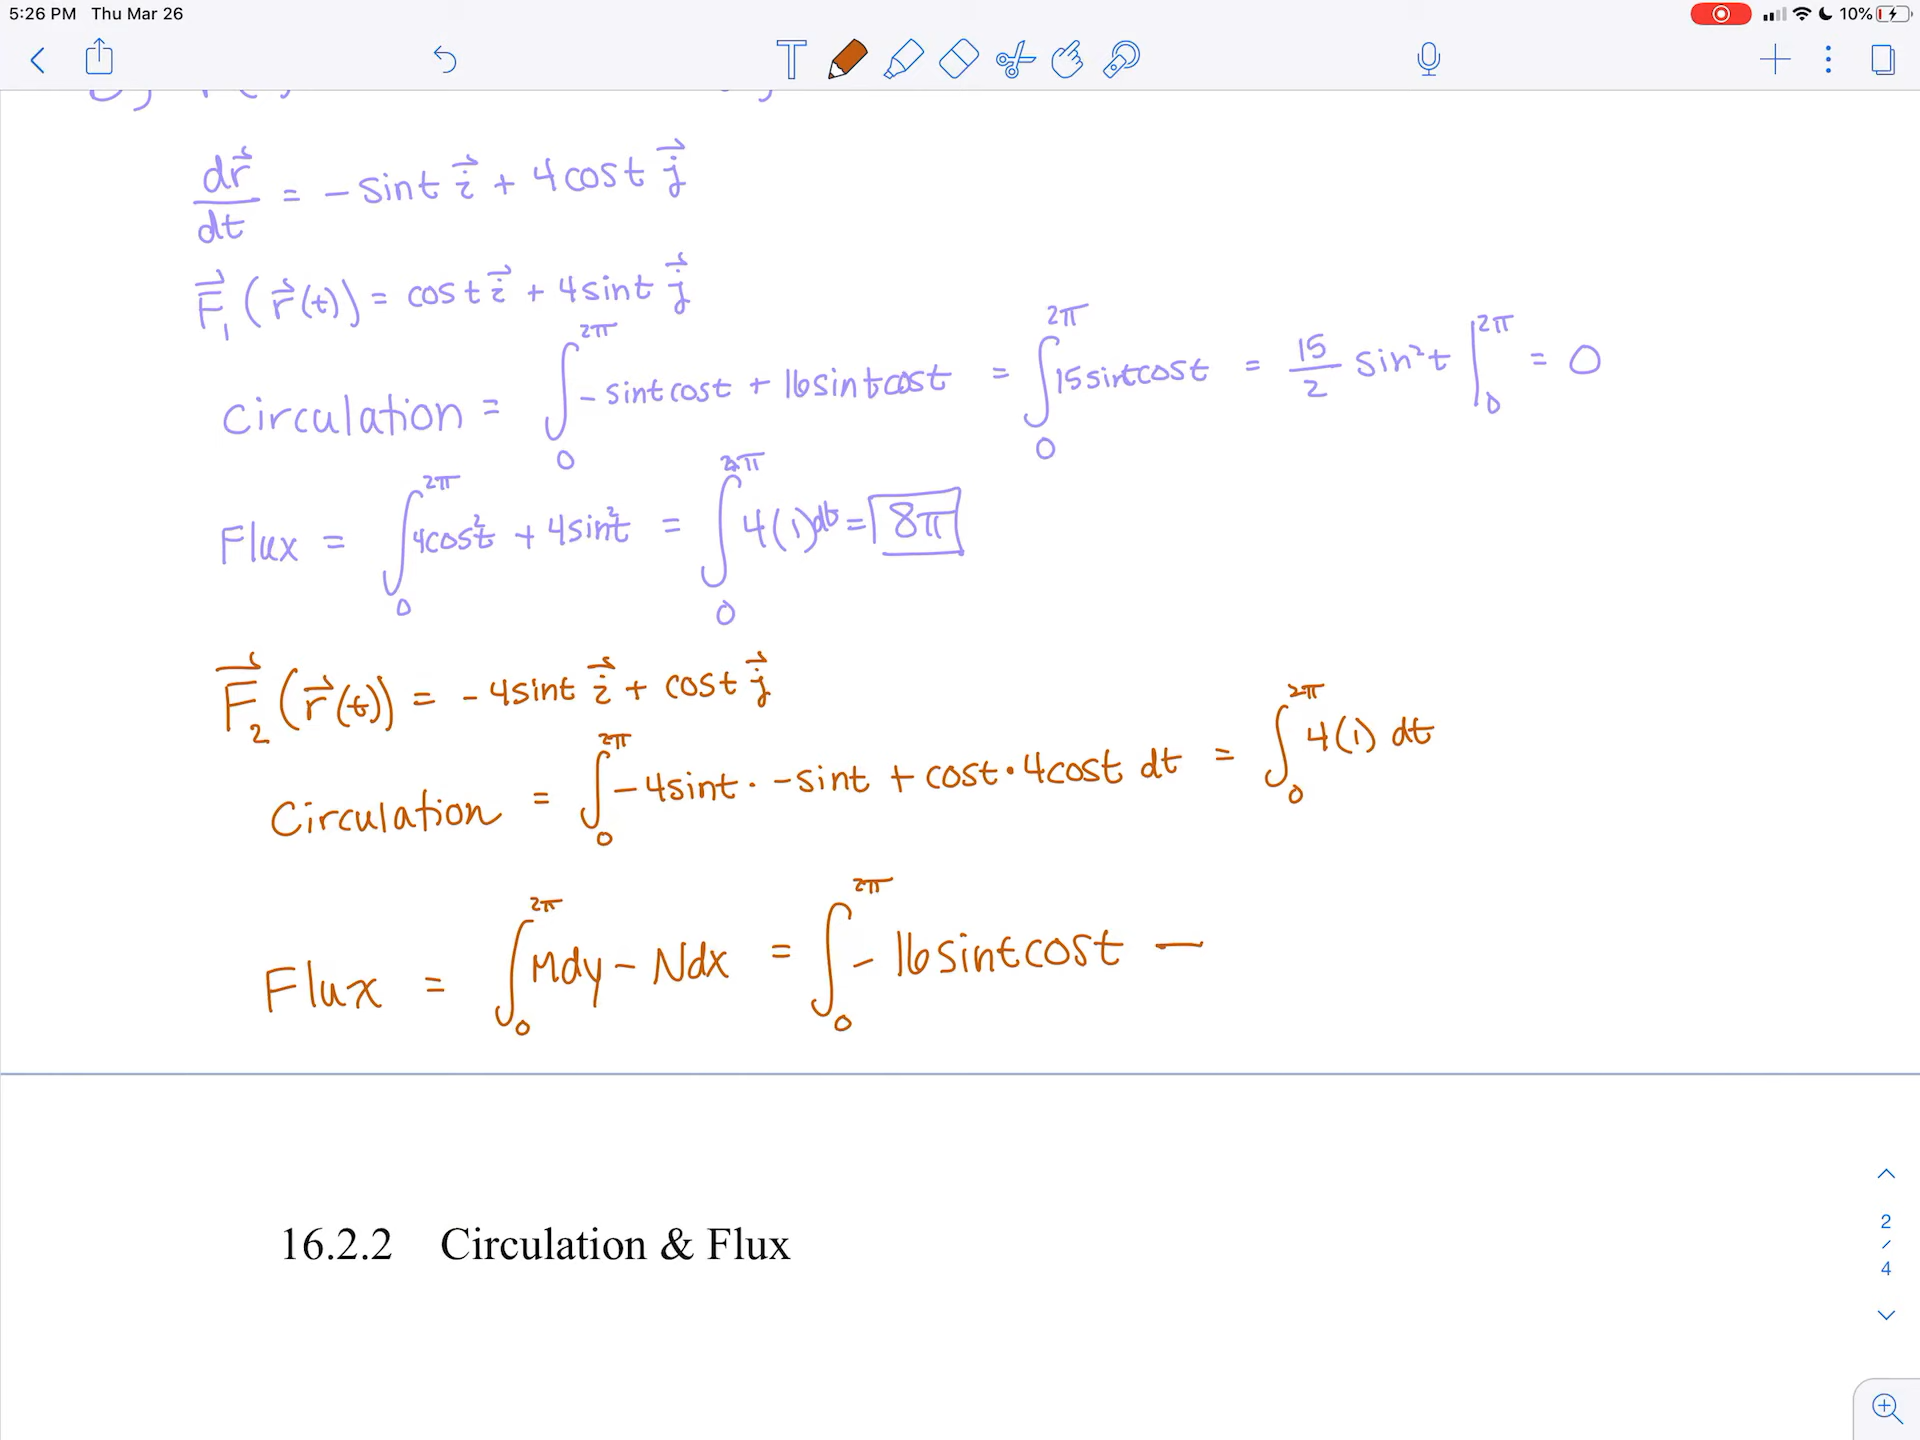 5:26 PM Thu Mar 26 10%
dr⃗/dt = - sint i⃗ + 4cost j⃗
F⃗₁(r⃗(t)) = cost i⃗ + 4sint j⃗
Circulation = ∫₀^2π -sintcost + 16sintcost = ∫₀^2π 15sintcost = 15/2 sin²t |₀^2π = 0
Flux = ∫₀^2π 4cos²t + 4sin²t = ∫₀^2π 4(1)dt = 8π
F⃗₂(r⃗(t)) = -4sint i⃗ + cost j⃗
Circulation = ∫₀^2π -4sint · -sint + cost · 4cost dt = ∫₀^2π 4(1) dt
Flux = ∫₀^2π Mdy - Ndx = ∫₀^2π -16sintcost -
16.2.2 Circulation & Flux
2/4